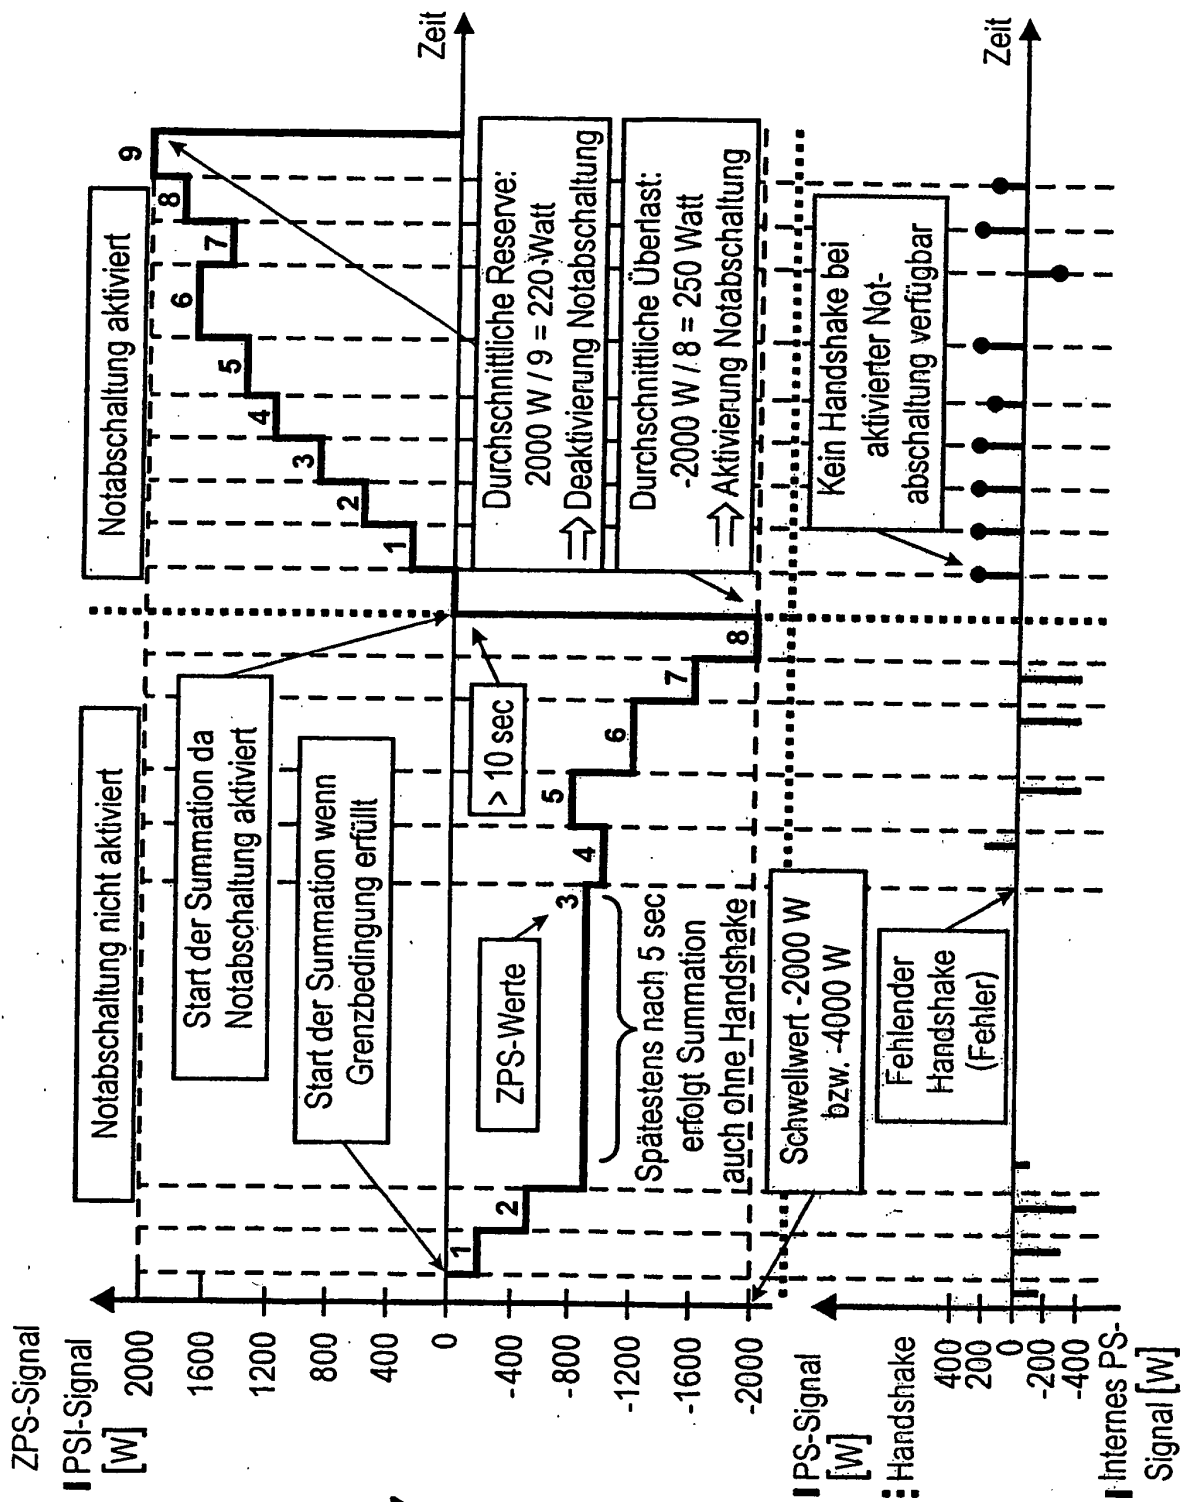 ZPS-Signal
PSI-Signal
[W]
2000
1600
1200
800
400
0
-400
-800
-1200
-1600
-2000
Notabschaltung nicht aktiviert
Notabschaltung aktiviert
Start der Summation da
Notabschaltung aktiviert
Start der Summation wenn
Grenzbedingung erfüllt
> 10 sec
ZPS-Werte
1
2
3
4
5
6
7
8
1
2
3
4
5
6
7
8
9
Zeit
Spätestens nach 5 sec
erfolgt Summation
auch ohne Handshake
Durchschnittliche Reserve:
2000 W / 9 = 220 Watt
⇒ Deaktivierung Notabschaltung
Durchschnittliche Überlast:
-2000 W / 8 = 250 Watt
⇒ Aktivierung Notabschaltung
Schwellwert -2000 W
bzw. -4000 W
PS-Signal
[W]
Handshake
400
200
0
-200
-400
Internes PS-
Signal [W]
Fehlender
Handshake
(Fehler)
Kein Handshake bei
aktivierter Not-
abschaltung verfügbar
Zeit